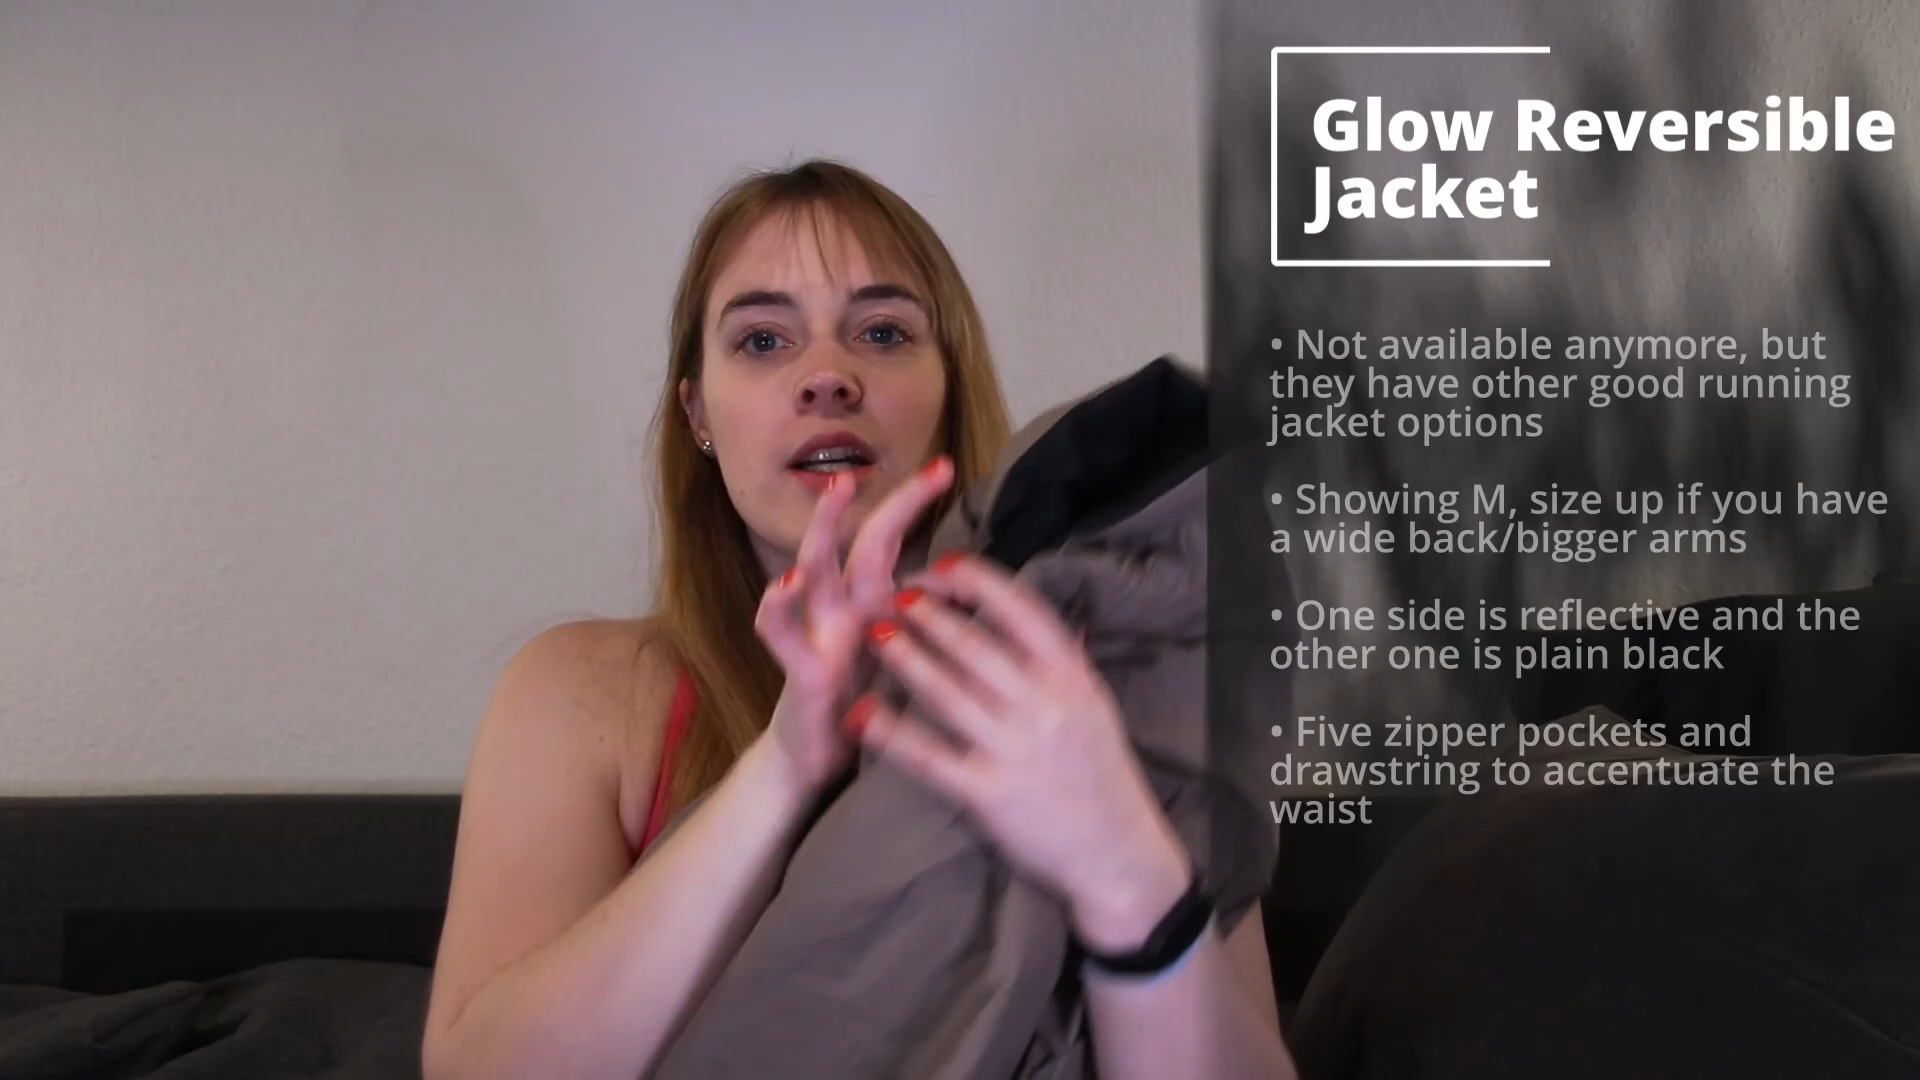 Glow Reversible
Jacket
• Not available anymore, but
they have other good running
jacket options
• Showing M, size up if you have
a wide back/bigger arms
• One side is reflective and the
other one is plain black
• Five zipper pockets and
drawstring to accentuate the
waist